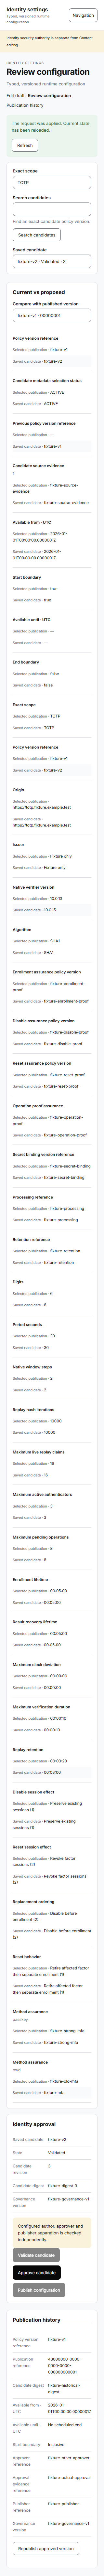 Identity settings
Typed, versioned runtime configuration
Navigation
Identity security authority is separate from Content editing.
IDENTITY SETTINGS
Review configuration
Typed, versioned runtime configuration
Edit draft Review configuration
Publication history
The request was applied. Current state has been reloaded.
Refresh
Exact scope
TOTP
Search candidates
Find an exact candidate policy version.
Search candidates
Saved candidate
fixture-v2 · Validated · 3
Current vs proposed
Compare with published version
fixture-v1 · 00000001
Policy version reference
Selected publication · fixture-v1
Saved candidate · fixture-v2
Candidate metadata selection status
Selected publication · ACTIVE
Saved candidate · ACTIVE
Previous policy version reference
Selected publication · —
Saved candidate · fixture-v1
Candidate source evidence
1
Selected publication · fixture-source-evidence
Saved candidate · fixture-source-evidence
Available from · UTC
Selected publication · 2026-01-01T00:00:00.0000000Z
Saved candidate · 2026-01-01T00:00:00.0000000Z
Start boundary
Selected publication · true
Saved candidate · true
Available until · UTC
Selected publication · —
Saved candidate · —
End boundary
Selected publication · false
Saved candidate · false
Exact scope
Selected publication · TOTP
Saved candidate · TOTP
Policy version reference
Selected publication · fixture-v1
Saved candidate · fixture-v2
Origin
Selected publication ·
https://totp.fixture.example.test
Saved candidate ·
https://totp.fixture.example.test
Issuer
Selected publication · Fixture only
Saved candidate · Fixture only
Native verifier version
Selected publication · 10.0.13
Saved candidate · 10.0.15
Algorithm
Selected publication · SHA1
Saved candidate · SHA1
Enrollment assurance policy version
Selected publication · fixture-enrollment-proof
Saved candidate · fixture-enrollment-proof
Disable assurance policy version
Selected publication · fixture-disable-proof
Saved candidate · fixture-disable-proof
Reset assurance policy version
Selected publication · fixture-reset-proof
Saved candidate · fixture-reset-proof
Operation proof assurance
Selected publication · fixture-operation-proof
Saved candidate · fixture-operation-proof
Secret binding version reference
Selected publication · fixture-secret-binding
Saved candidate · fixture-secret-binding
Processing reference
Selected publication · fixture-processing
Saved candidate · fixture-processing
Retention reference
Selected publication · fixture-retention
Saved candidate · fixture-retention
Digits
Selected publication · 6
Saved candidate · 6
Period seconds
Selected publication · 30
Saved candidate · 30
Native window steps
Selected publication · 2
Saved candidate · 2
Replay hash iterations
Selected publication · 10000
Saved candidate · 10000
Maximum live replay claims
Selected publication · 16
Saved candidate · 16
Maximum active authenticators
Selected publication · 3
Saved candidate · 3
Maximum pending operations
Selected publication · 8
Saved candidate · 8
Enrollment lifetime
Selected publication · 00:05:00
Saved candidate · 00:05:00
Result recovery lifetime
Selected publication · 00:05:00
Saved candidate · 00:05:00
Maximum clock deviation
Selected publication · 00:00:00
Saved candidate · 00:00:00
Maximum verification duration
Selected publication · 00:00:10
Saved candidate · 00:00:10
Replay retention
Selected publication · 00:03:20
Saved candidate · 00:03:00
Disable session effect
Selected publication · Preserve existing sessions (1)
Saved candidate · Preserve existing sessions (1)
Reset session effect
Selected publication · Revoke factor sessions (2)
Saved candidate · Revoke factor sessions (2)
Replacement ordering
Selected publication · Disable before enrollment (2)
Saved candidate · Disable before enrollment (2)
Reset behavior
Selected publication · Retire affected factor then separate enrollment (1)
Saved candidate · Retire affected factor then separate enrollment (1)
Method assurance
passkey
Selected publication · fixture-strong-mfa
Saved candidate · fixture-strong-mfa
Method assurance
pwd
Selected publication · fixture-old-mfa
Saved candidate · fixture-mfa
Identity approval
Saved candidate fixture-v2
State Validated
Candidate revision 3
Candidate digest fixture-digest-3
Governance version fixture-governance-v1
Configured author, approver and publisher separation is checked independently.
Validate candidate
Approve candidate
Publish configuration
Publication history
Policy version reference fixture-v1
Candidate digest fixture-historical-digest
Available until · UTC No scheduled end
Start boundary Inclusive
Approver reference fixture-other-approver
Approver evidence reference fixture-actual-approver
Publisher reference fixture-publisher
Governance version fixture-governance-v1
Republish approved version